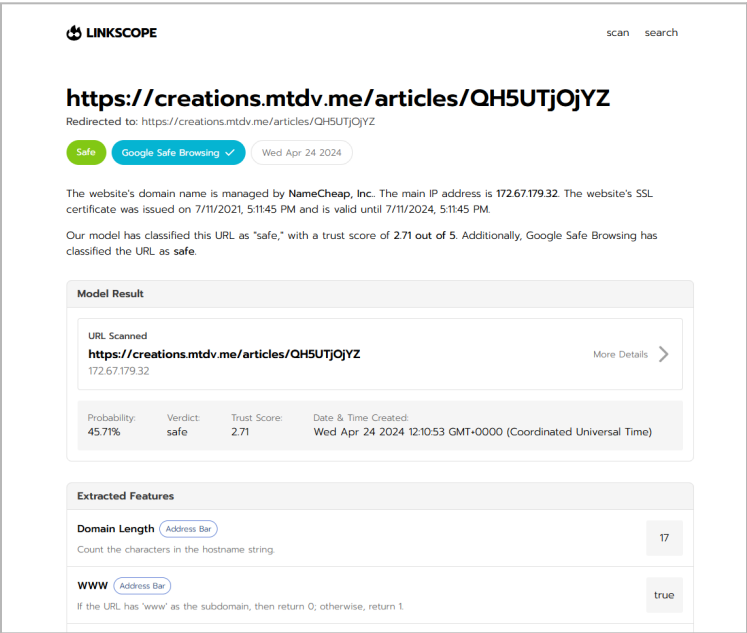 LINKSCOPE
scan search
https://creations.mtdv.me/articles/QH5UTjOjYZ
Redirected to: https://creations.mtdv.me/articles/QH5UTjOjYZ
Safe Google Safe Browsing ✓ Wed Apr 24 2024
The website's domain name is managed by NameCheap, Inc.. The main IP address is 172.67.179.32. The website's SSL
certificate was issued on 7/11/2021, 5:11:45 PM and is valid until 7/11/2024, 5:11:45 PM.
Our model has classified this URL as "safe," with a trust score of 2.71 out of 5. Additionally, Google Safe Browsing has
classified the URL as safe.
Model Result
URL Scanned
https://creations.mtdv.me/articles/QH5UTjOjYZ
172.67.179.32
More Details
Probability: Verdict: Trust Score: Date & Time Created:
45.71% safe 2.71 Wed Apr 24 2024 12:10:53 GMT+0000 (Coordinated Universal Time)
Extracted Features
Domain Length Address Bar
Count the characters in the hostname string.
17
WWW Address Bar
If the URL has 'www' as the subdomain, then return 0; otherwise, return 1.
true